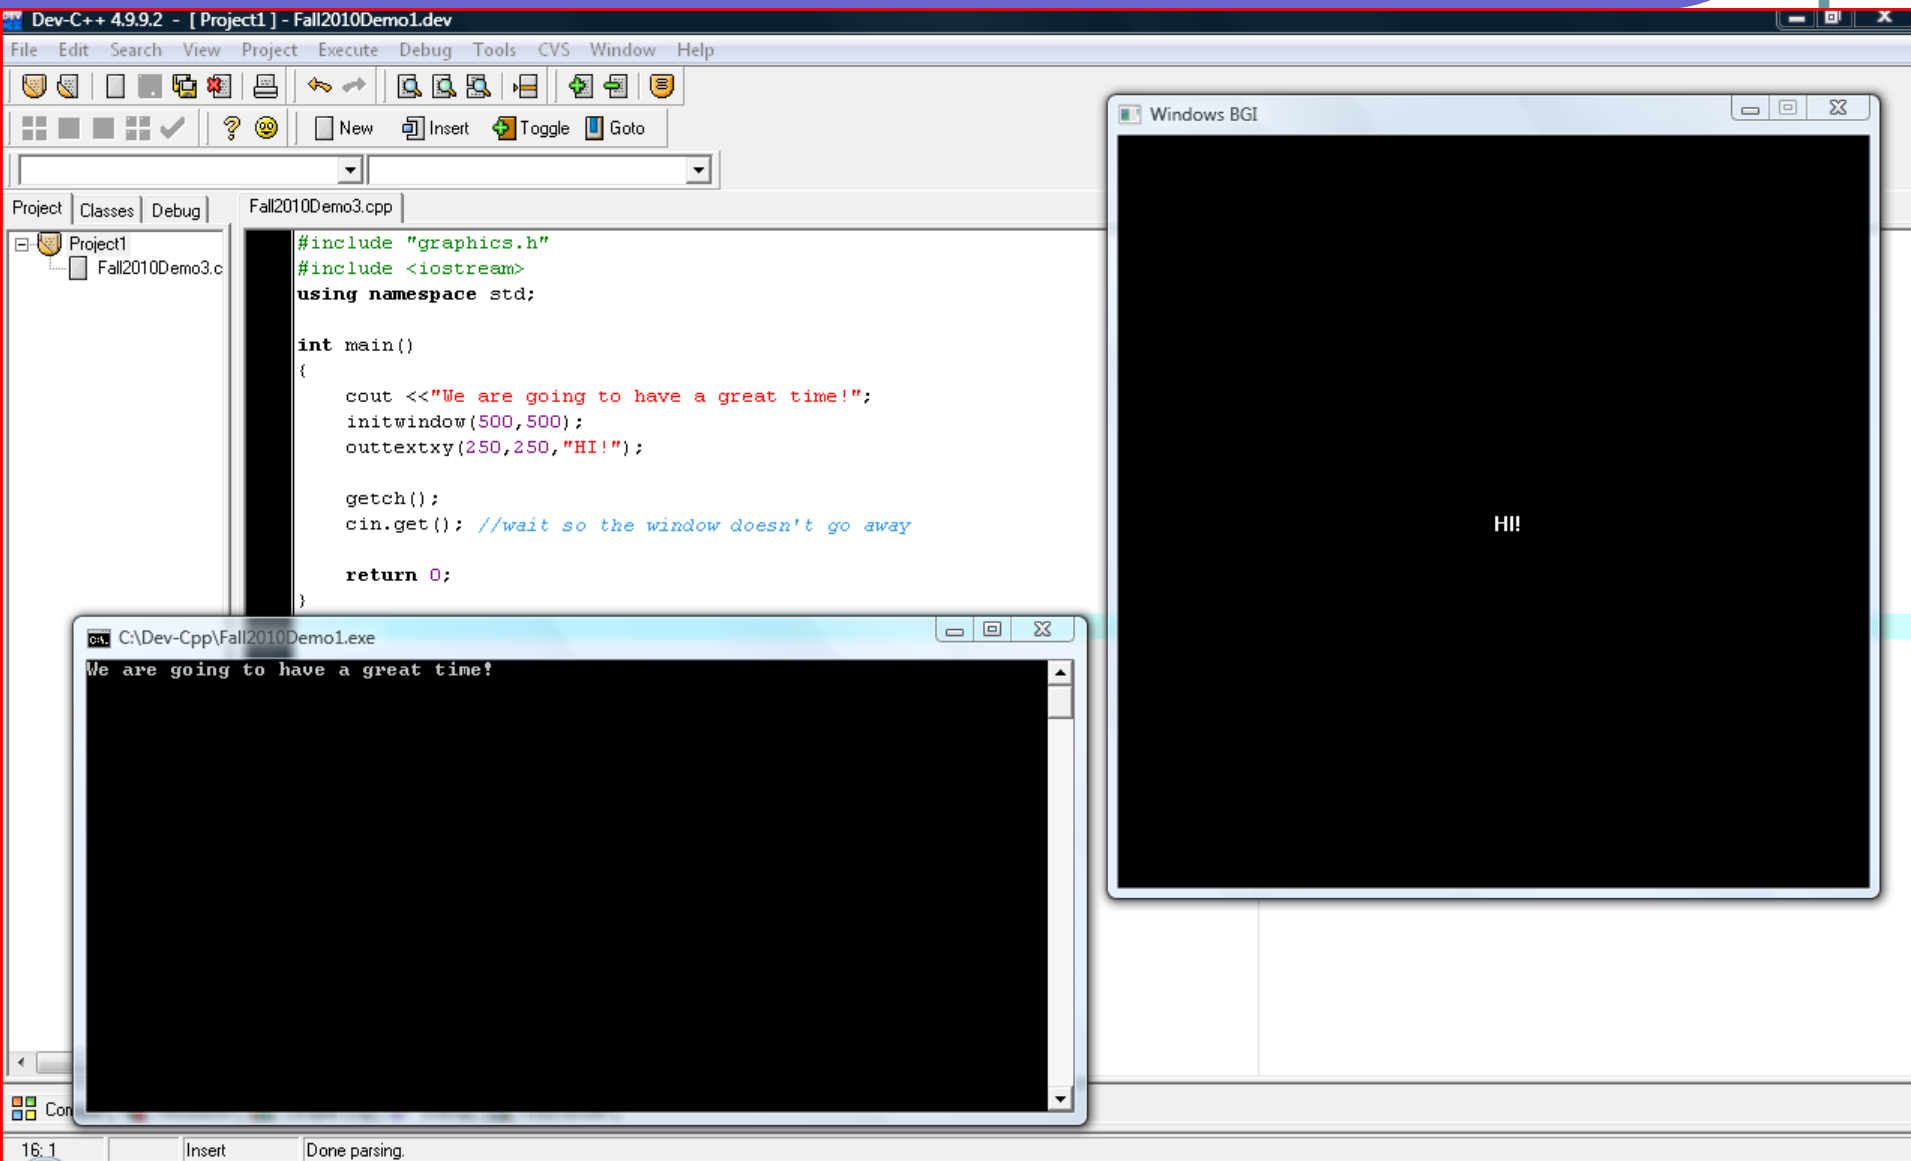 Dev-C++ 4.9.9.2 - [ Project1 ] - Fall2010Demo1.dev
File Edit Search View Project Execute Debug Tools CVS Window Help
New Insert Toggle Goto
Project Classes Debug
Fall2010Demo3.cpp
Project1
Fall2010Demo3.c
#include "graphics.h"
#include <iostream>
using namespace std;
int main()
{
cout <<"We are going to have a great time!";
initwindow(500,500);
outtextxy(250,250,"HI!");
getch();
cin.get(); //wait so the window doesn't go away
return 0;
}
Windows BGI
HI!
C:\Dev-Cpp\Fall2010Demo1.exe
We are going to have a great time!
16: 1 Insert Done parsing.